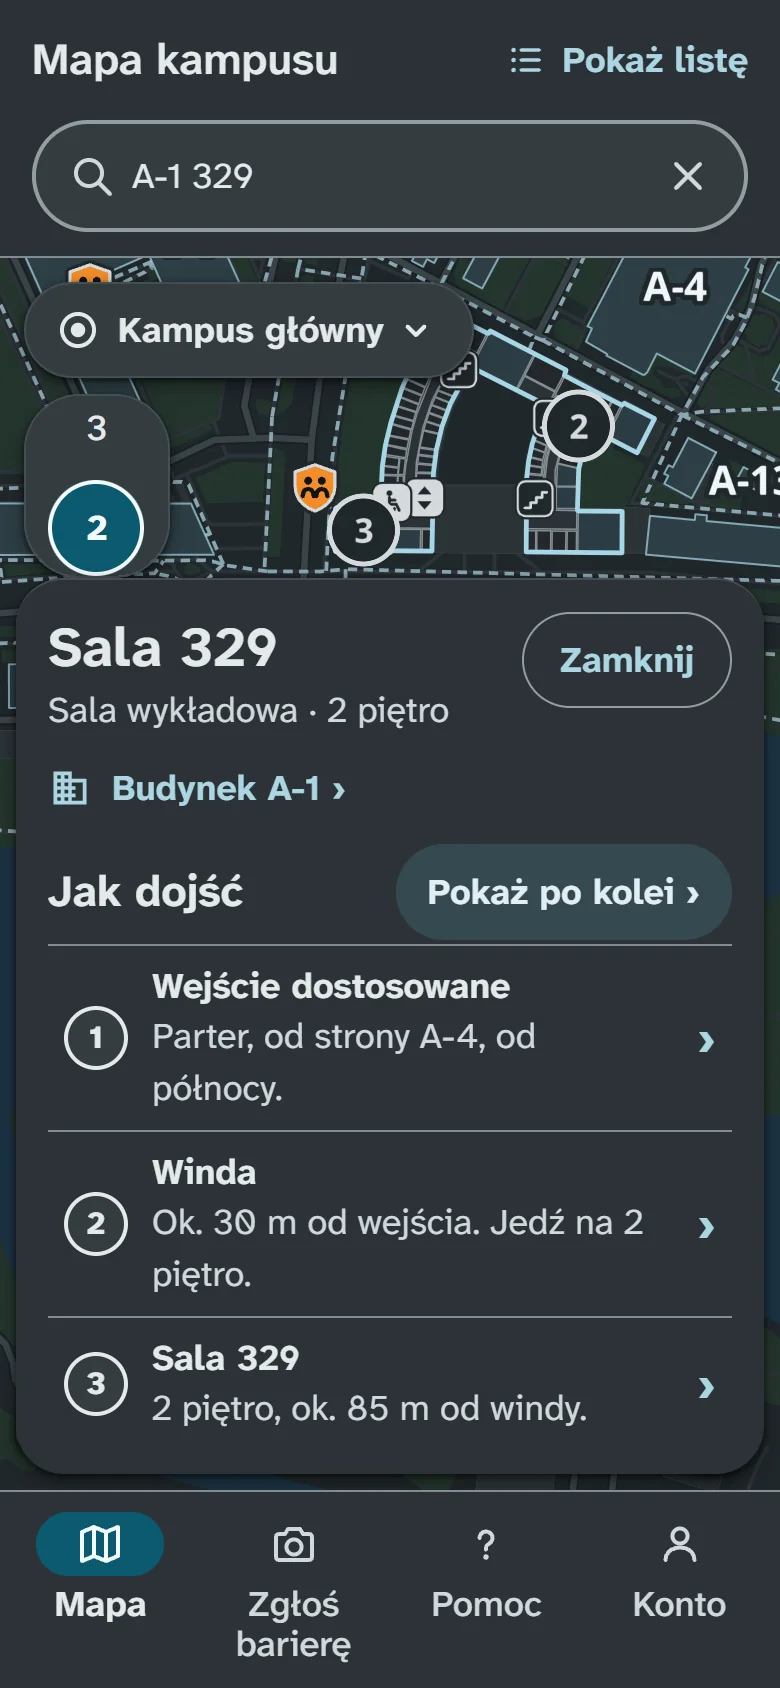 Mapa kampusu
Pokaż listę
A-1 329
A-4
Kampus główny
3
2
2
A-13
3
Sala 329
Zamknij
Sala wykładowa · 2 piętro
Budynek A-1 ›
Jak dojść
Pokaż po kolei ›
Wejście dostosowane
1
Parter, od strony A-4, od
północy.
Winda
2
Ok. 30 m od wejścia. Jedź na 2
piętro.
Sala 329
3
2 piętro, ok. 85 m od windy.
Mapa
Zgłoś
barierę
Pomoc
Konto